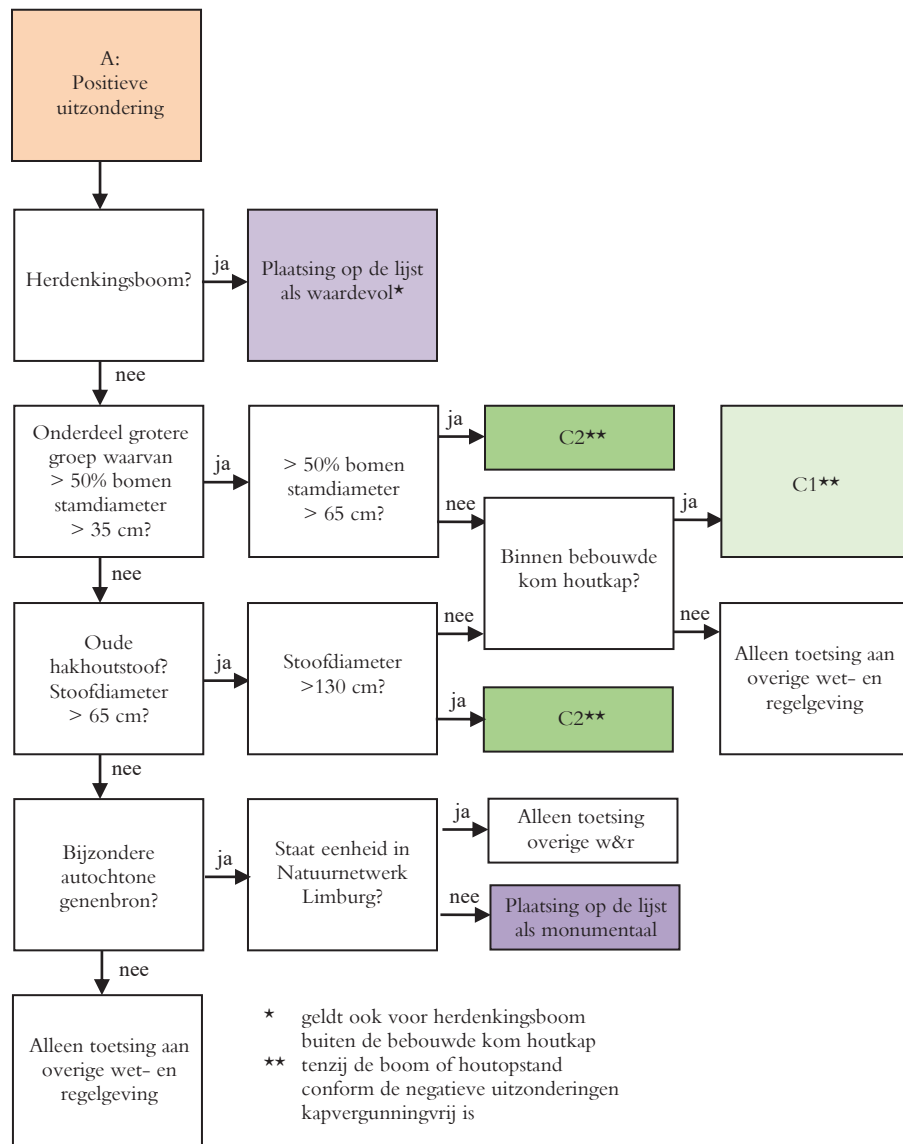 A:
Positieve
uitzondering
Herdenkingsboom?
ja
Plaatsing op de lijst
als waardevol★
nee
Onderdeel grotere
groep waarvan
> 50% bomen
stamdiameter
> 35 cm?
ja
> 50% bomen
stamdiameter
> 65 cm?
ja
C2★★
nee
Binnen bebouwde
kom houtkap?
ja
C1★★
nee
Alleen toetsing aan
overige wet- en
regelgeving
nee
Oude
hakhoutstoof?
Stoofdiameter
> 65 cm?
ja
Stoofdiameter
>130 cm?
nee
ja
C2★★
nee
Bijzondere
autochtone
genenbron?
ja
Staat eenheid in
Natuurnetwerk
Limburg?
ja
Alleen toetsing
overige w&r
nee
Plaatsing op de lijst
als monumentaal
nee
Alleen toetsing aan
overige wet- en
regelgeving
★ geldt ook voor herdenkingsboom
buiten de bebouwde kom houtkap
★★ tenzij de boom of houtopstand
conform de negatieve uitzonderingen
kapvergunningvrij is